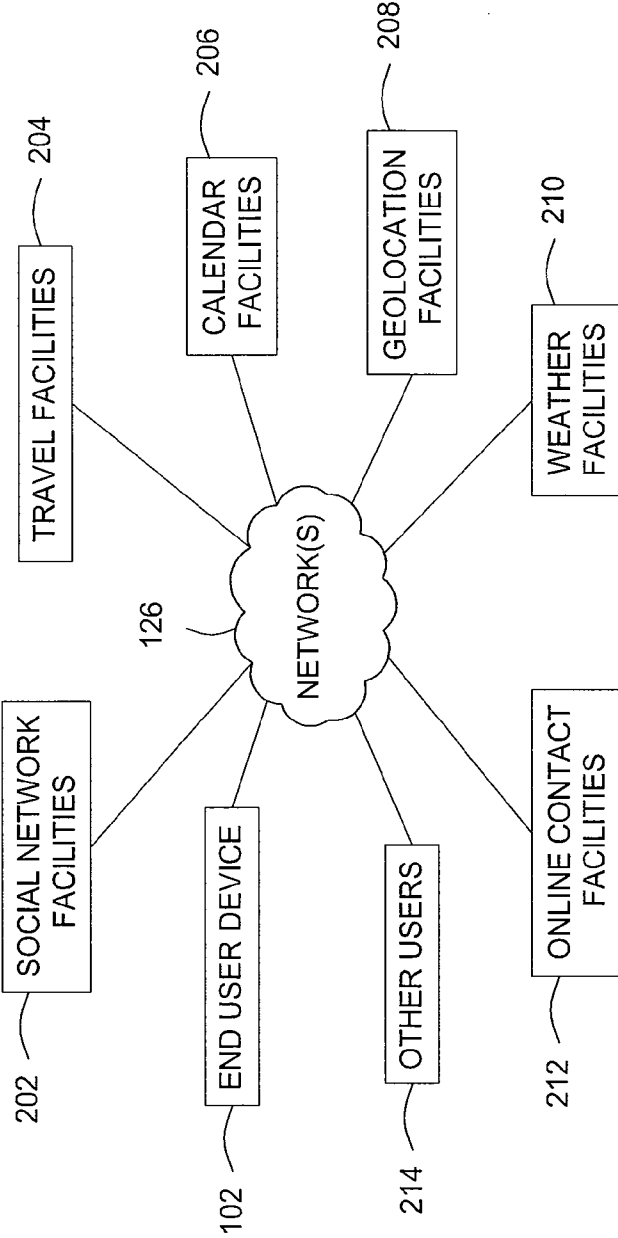 202
SOCIAL NETWORK
FACILITIES
TRAVEL FACILITIES
204
126
102
END USER DEVICE
CALENDAR
FACILITIES
206
NETWORK(S)
214
OTHER USERS
GEOLOCATION
FACILITIES
208
212
ONLINE CONTACT
FACILITIES
WEATHER
FACILITIES
210